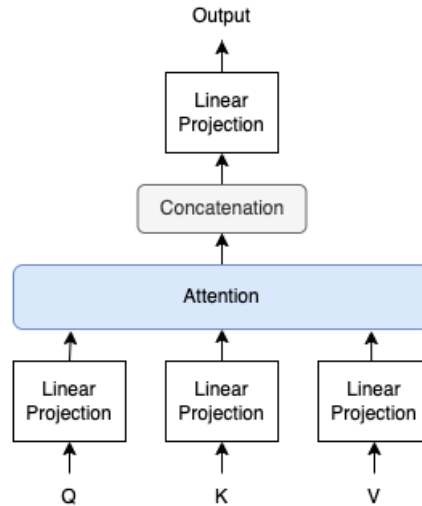 Output
Linear
Projection
Concatenation
Attention
Linear
Projection
Linear
Projection
Linear
Projection
Q
K
V